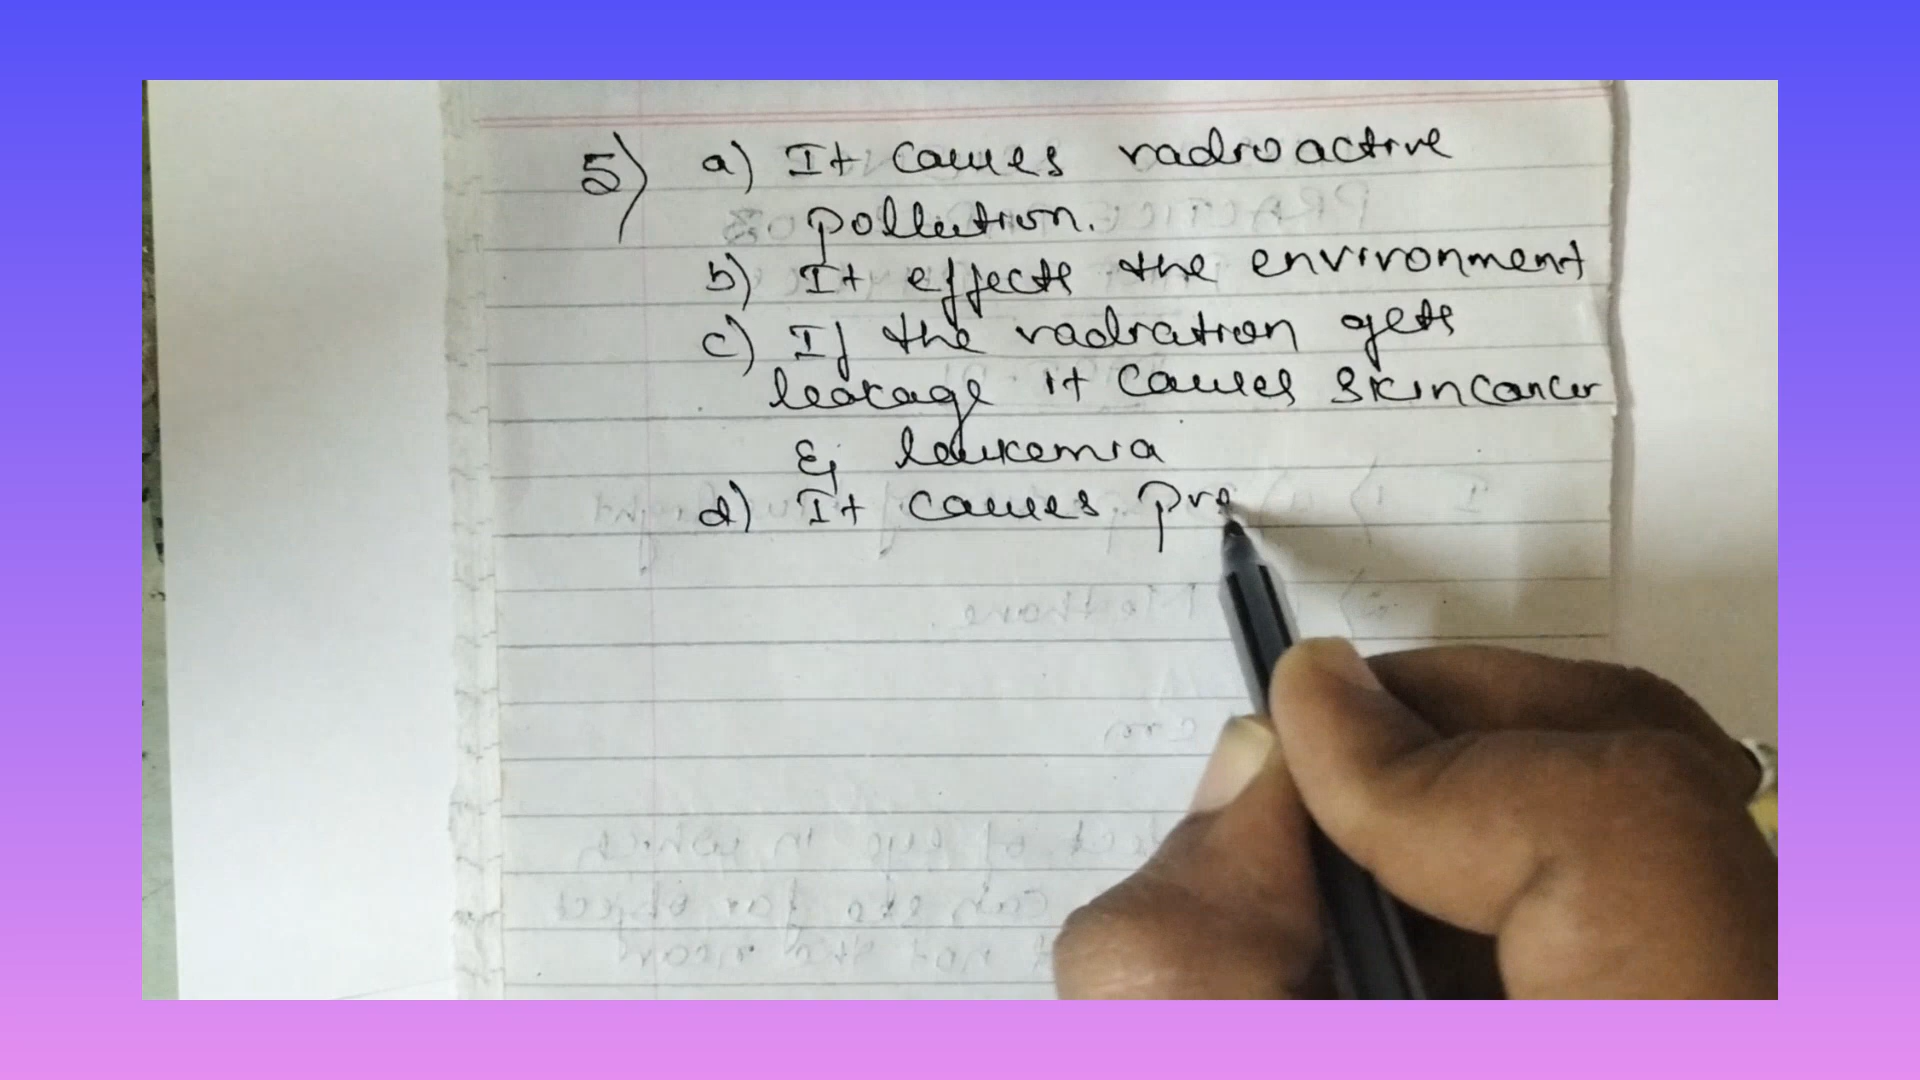 5) a) It causes radioactive
pollution.
b) It effects the environment
c) If the radiation gets
leakage it causes skin cancer
& leukemia
d) It causes pre